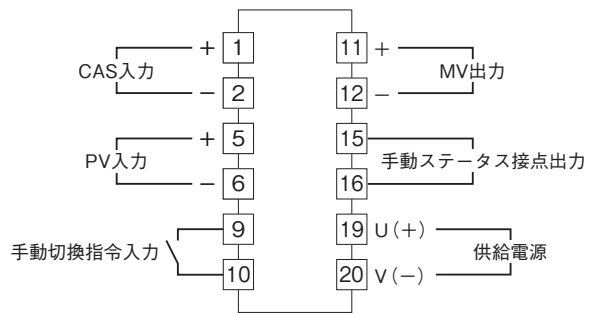 + 1
CAS入力
− 2
+ 5
PV入力
− 6
9
手動切換指令入力
10
11 +
MV出力
12 −
15
手動ステータス接点出力
16
19 U(+)
供給電源
20 V(−)